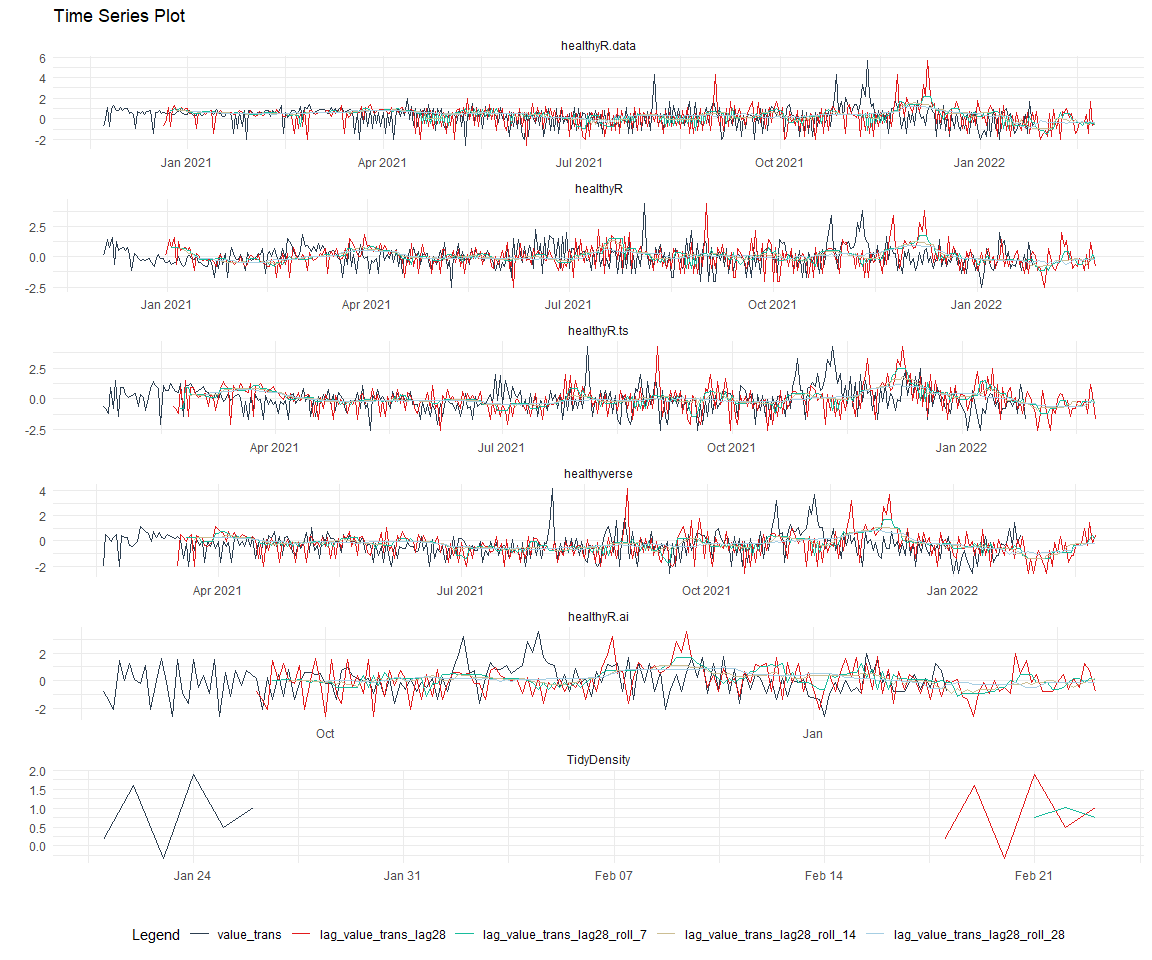 Time Series Plot
healthyR.data
6
4
2
0
-2
Jan 2021 Apr 2021 Jul 2021 Oct 2021 Jan 2022
healthyR
2.5
0.0
-2.5
Jan 2021 Apr 2021 Jul 2021 Oct 2021 Jan 2022
healthyR.ts
2.5
0.0
-2.5
Apr 2021 Jul 2021 Oct 2021 Jan 2022
healthyverse
4
2
0
-2
Apr 2021 Jul 2021 Oct 2021 Jan 2022
healthyR.ai
2
0
-2
Oct Jan
TidyDensity
2.0
1.5
1.0
0.5
0.0
Jan 24 Jan 31 Feb 07 Feb 14 Feb 21
Legend value_trans lag_value_trans_lag28 lag_value_trans_lag28_roll_7 lag_value_trans_lag28_roll_14 lag_value_trans_lag28_roll_28